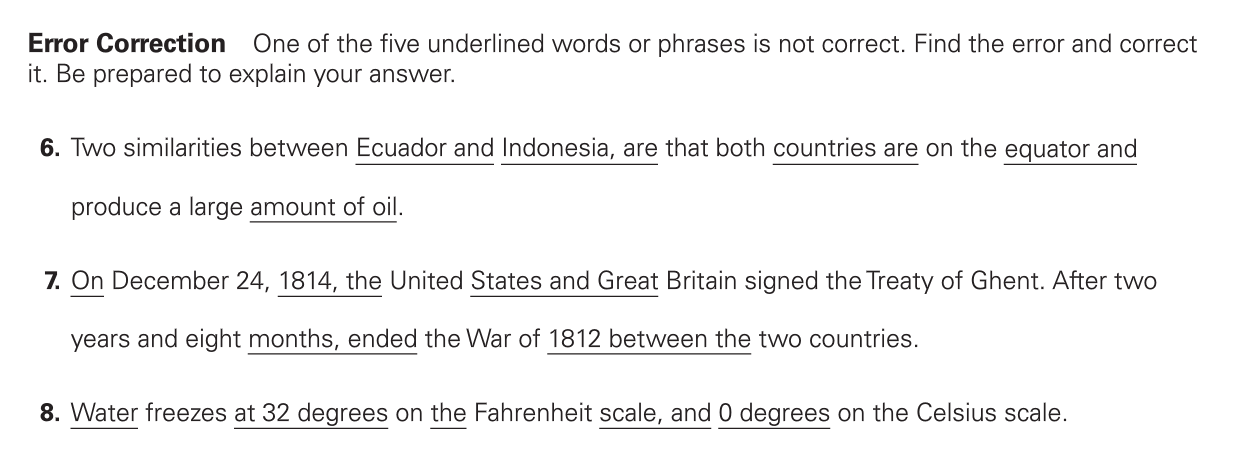 Error Correction One of the five underlined words or phrases is not correct. Find the error and correct
it. Be prepared to explain your answer.
6. Two similarities between Ecuador and Indonesia, are that both countries are on the equator and
produce a large amount of oil.
7. On December 24, 1814, the United States and Great Britain signed the Treaty of Ghent. After two
years and eight months, ended the War of 1812 between the two countries.
8. Water freezes at 32 degrees on the Fahrenheit scale, and 0 degrees on the Celsius scale.